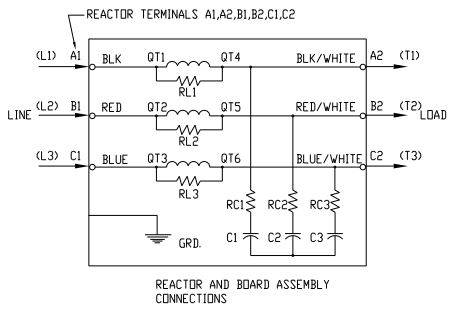 REACTOR TERMINALS A1,A2,B1,B2,C1,C2
(L1) A1 BLK QT1 QT4 BLK/WHITE A2 (T1)
RL1
LINE (L2) B1 RED QT2 QT5 RED/WHITE B2 (T2) LOAD
RL2
(L3) C1 BLUE QT3 QT6 BLUE/WHITE C2 (T3)
RL3
RC1 RC2 RC3
C1 C2 C3
GRD.
REACTOR AND BOARD ASSEMBLY
CONNECTIONS